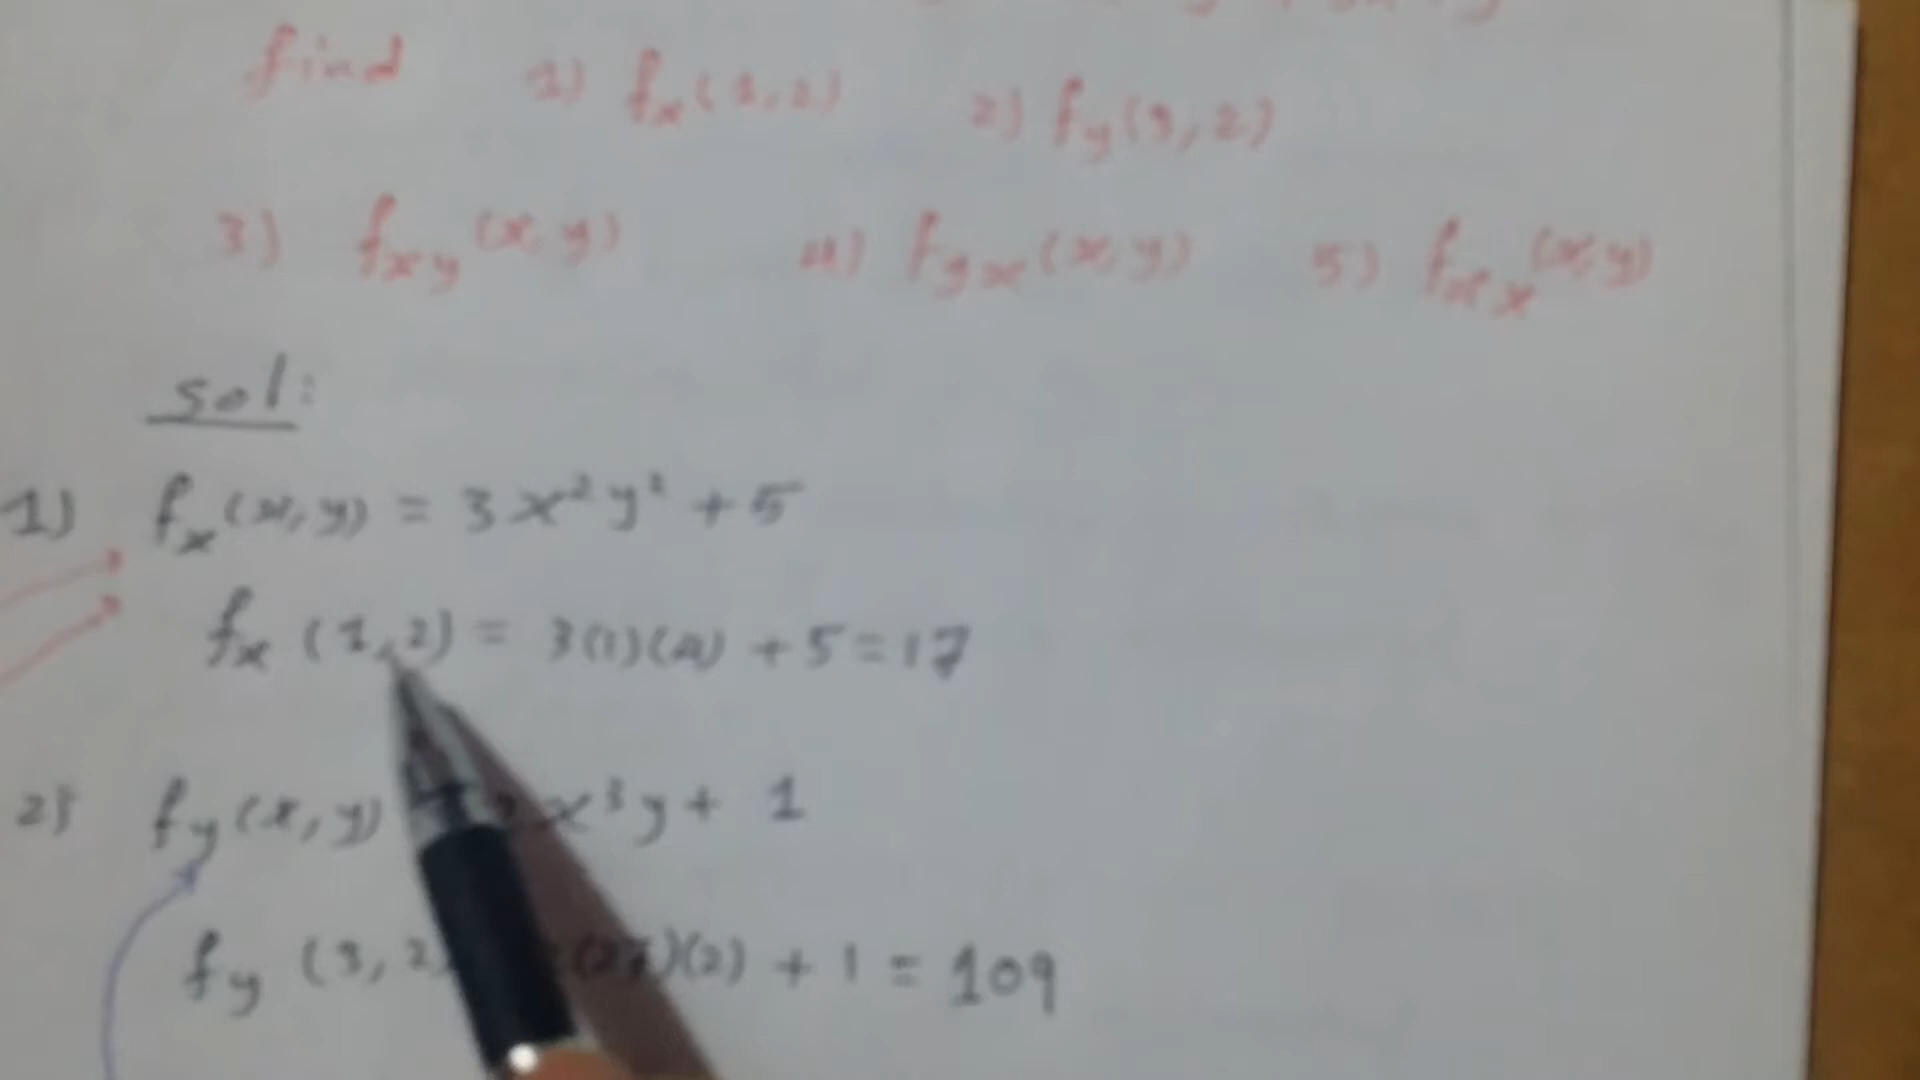 find 1) fx(1,2) 2) fy(3,2)
3) fxy(x,y) 4) fyx(x,y) 5) fxx(x,y)
sol:
1) fx(x,y) = 3x²y² + 5
fx (1,2) = 3(1)(4) + 5 = 17
2) fy(x,y) x³y + 1
fy (3,2) (27)(2) + 1 = 109